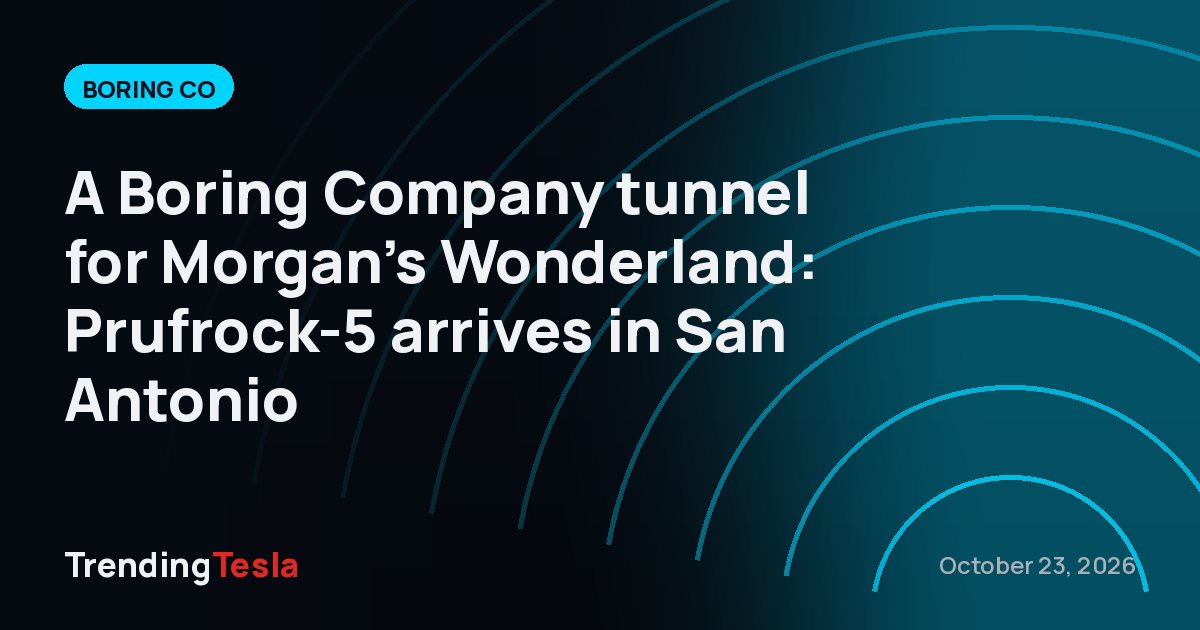 BORING CO
A Boring Company tunnel
for Morgan’s Wonderland:
Prufrock-5 arrives in San
Antonio
TrendingTesla
October 23, 2026